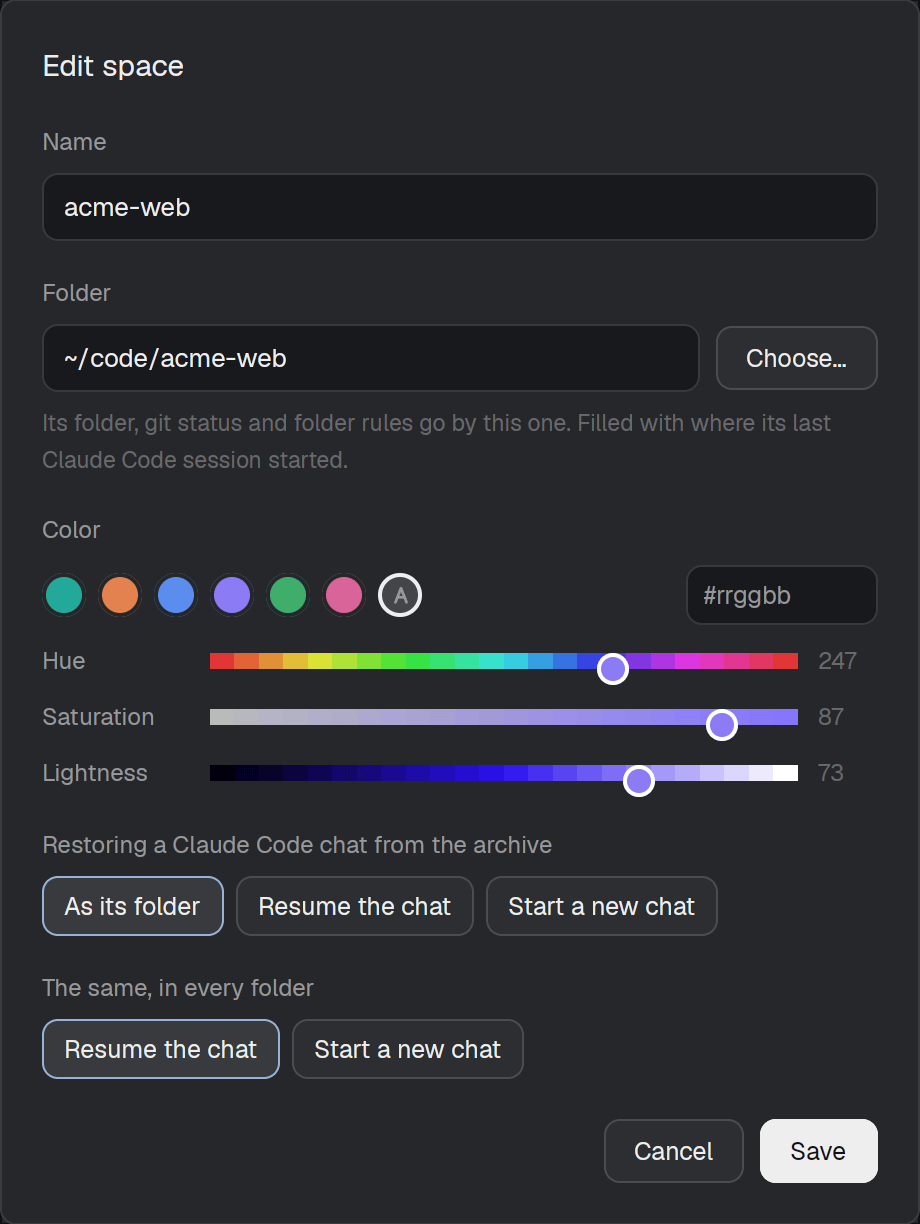 Edit space
Name
acme-web
Folder
~/code/acme-web
Choose…
Its folder, git status and folder rules go by this one. Filled with where its last
Claude Code session started.
Color
A
#rrggbb
Hue
247
Saturation
87
Lightness
73
Restoring a Claude Code chat from the archive
As its folder
Resume the chat
Start a new chat
The same, in every folder
Resume the chat
Start a new chat
Cancel
Save